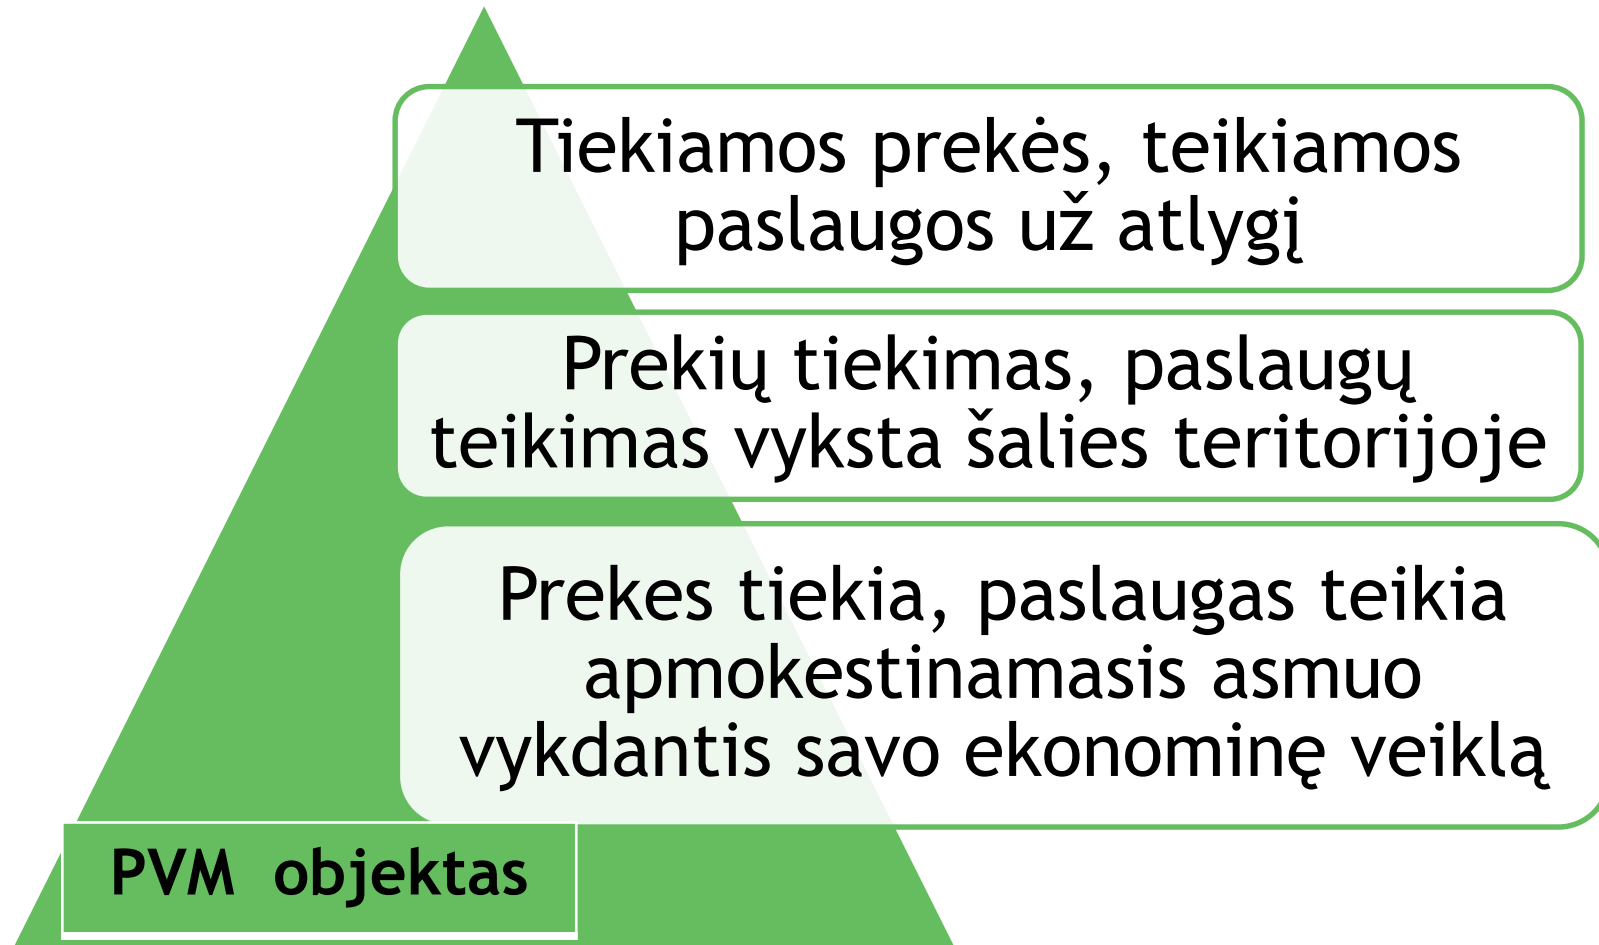 Tiekiamos prekės, teikiamos
paslaugos už atlygį
Prekių tiekimas, paslaugų
teikimas vyksta šalies teritorijoje
Prekes tiekia, paslaugas teikia
apmokestinamasis asmuo
vykdantis savo ekonominę veiklą
PVM objektas